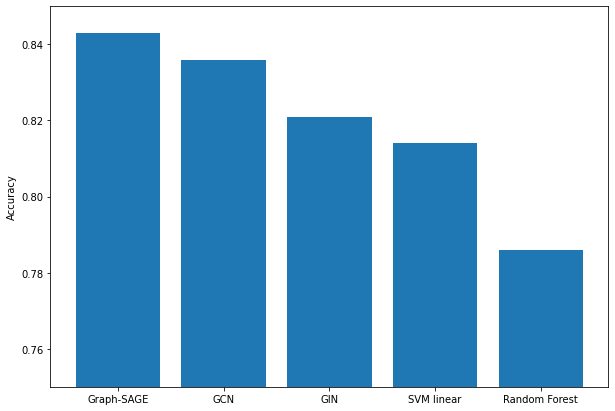 0.84
0.82
0.80
0.78
0.76
Accuracy
Graph-SAGE
GCN
GIN
SVM linear
Random Forest